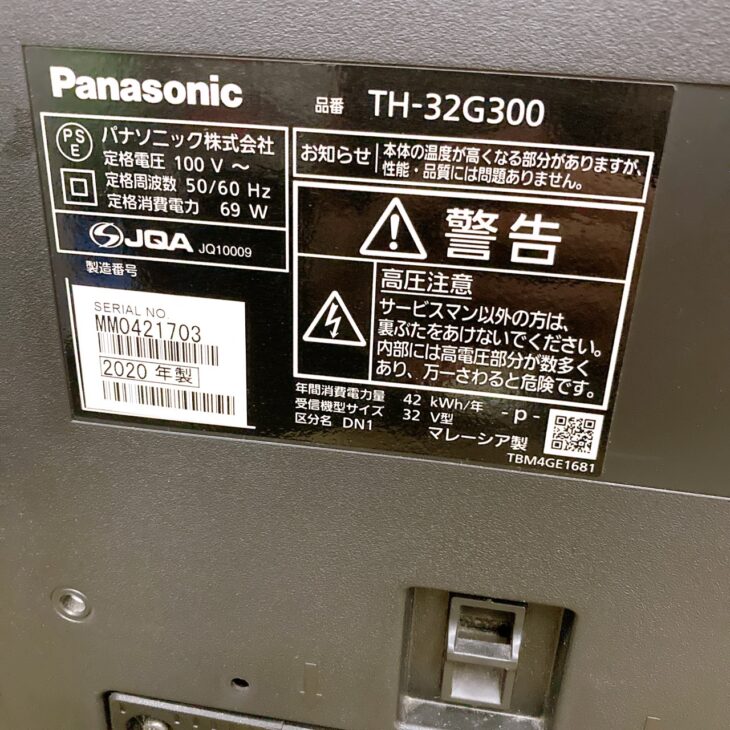 Panasonic
品番 TH-32G300
PSE
パナソニック株式会社
定格電圧 100 V ～
定格周波数 50/60 Hz
定格消費電力 69 W
JQA JQ10009
製造番号
SERIAL NO.
MM0421703
2020 年製
お知らせ
本体の温度が高くなる部分がありますが、
性能・品質には問題ありません。
警告
高圧注意
サービスマン以外の方は、
裏ぶたをあけないでください。
内部には高電圧部分が数多く
あり、万一さわると危険です。
年間消費電力量 42 kWh/年
受信機型サイズ 32 V型
区分名 DN1
-P-
マレーシア製
TBM4GE1681